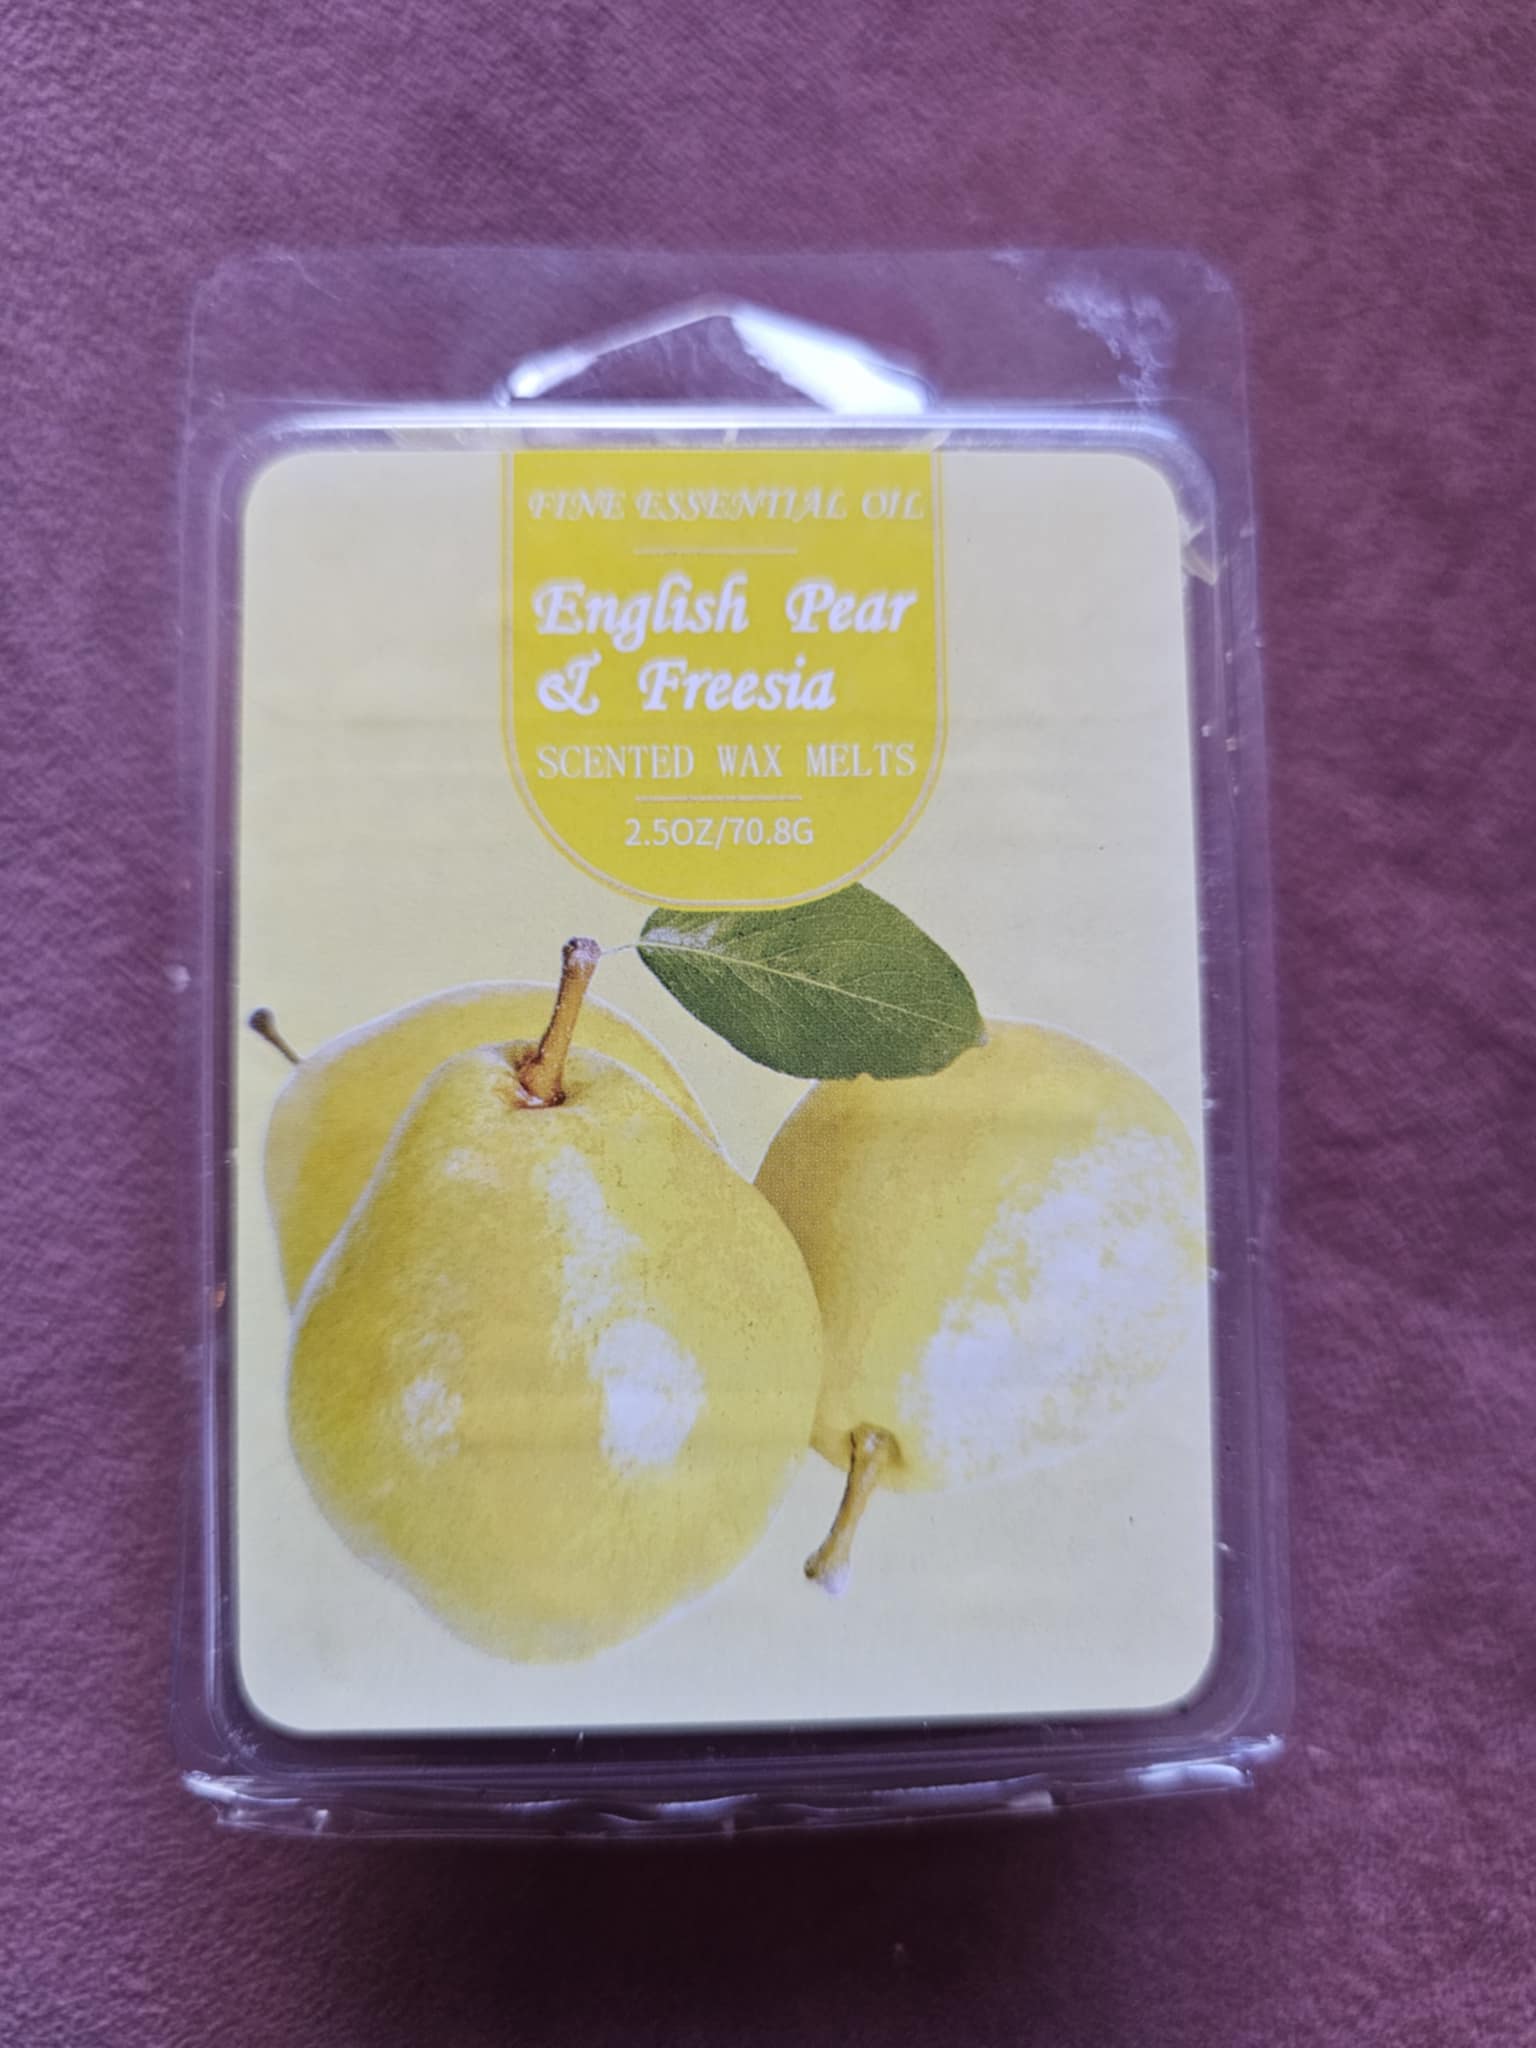 FINE ESSENTIAL OIL
English Pear
& Freesia
SCENTED WAX MELTS
2.5OZ/70.8G